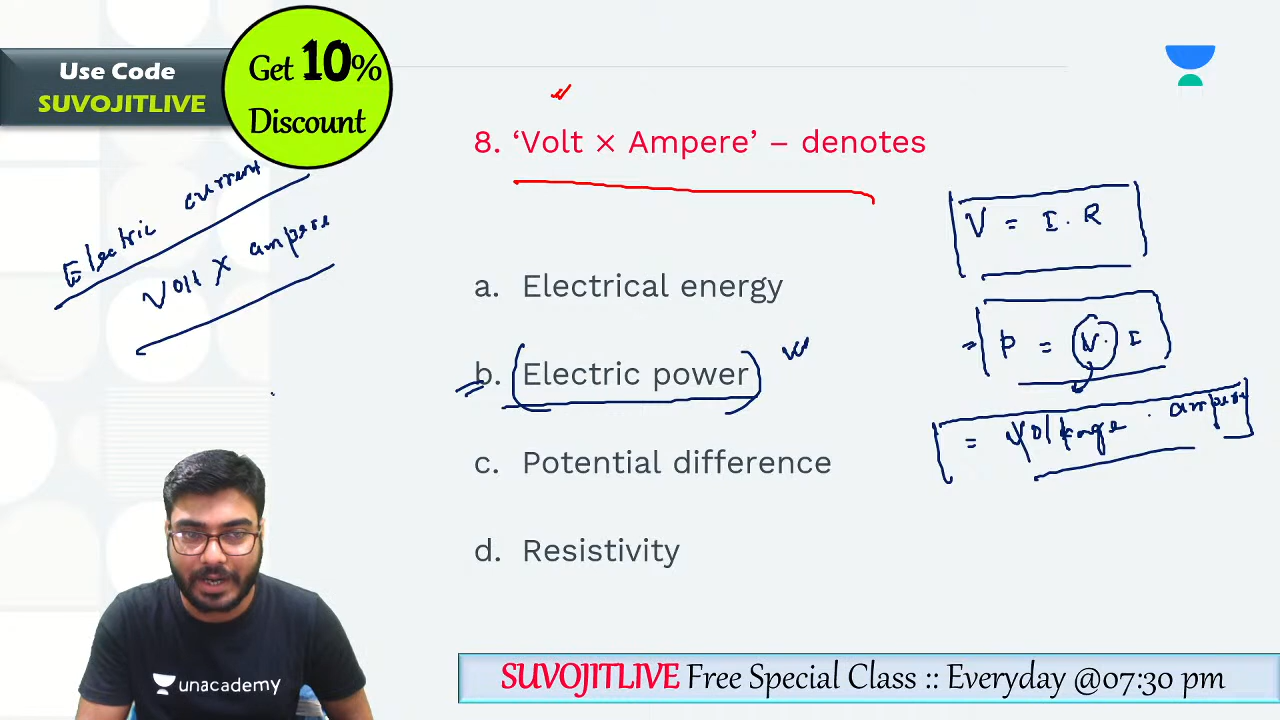 Use Code
SUVOJITLIVE
Get 10%
Discount
8. ‘Volt × Ampere’ – denotes
Electric current
Volt × ampere
V = I . R
a. Electrical energy
P = V. I
b. Electric power
= Voltage . ampere
c. Potential difference
d. Resistivity
unacademy
SUVOJITLIVE Free Special Class :: Everyday @07:30 pm